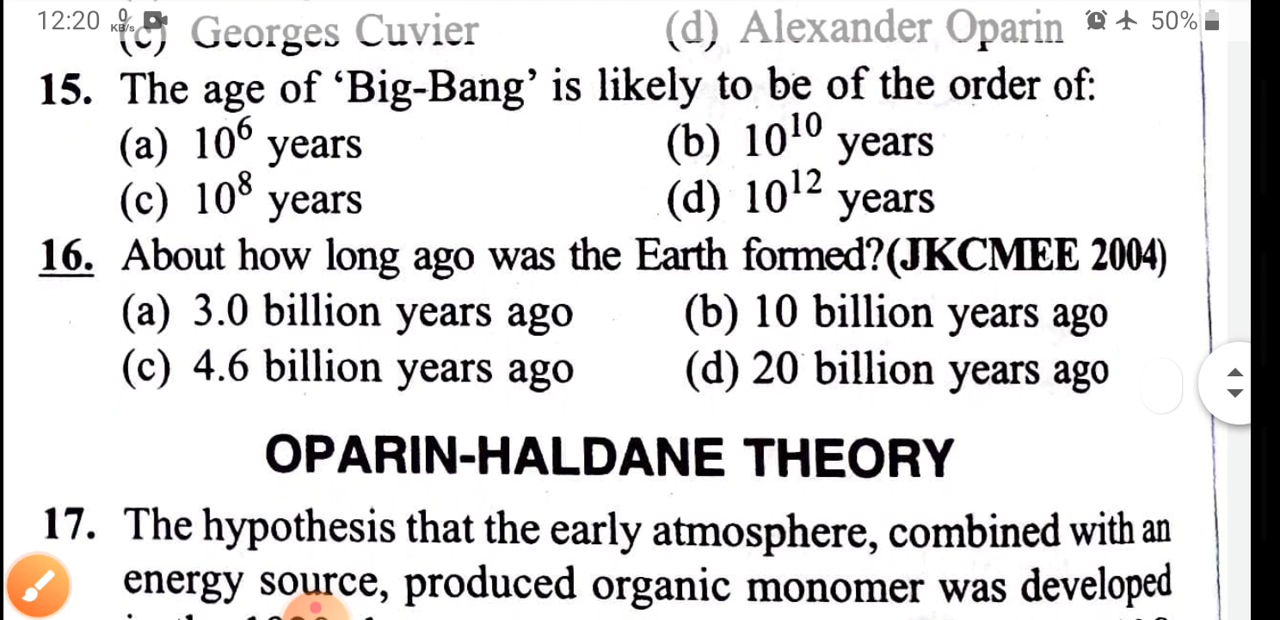 12:20 0 KB/s 50%
(c) Georges Cuvier (d) Alexander Oparin
15. The age of ‘Big-Bang’ is likely to be of the order of:
(a) 10⁶ years (b) 10¹⁰ years
(c) 10⁸ years (d) 10¹² years
16. About how long ago was the Earth formed?(JKCMEE 2004)
(a) 3.0 billion years ago (b) 10 billion years ago
(c) 4.6 billion years ago (d) 20 billion years ago
OPARIN-HALDANE THEORY
17. The hypothesis that the early atmosphere, combined with an
energy source, produced organic monomer was developed